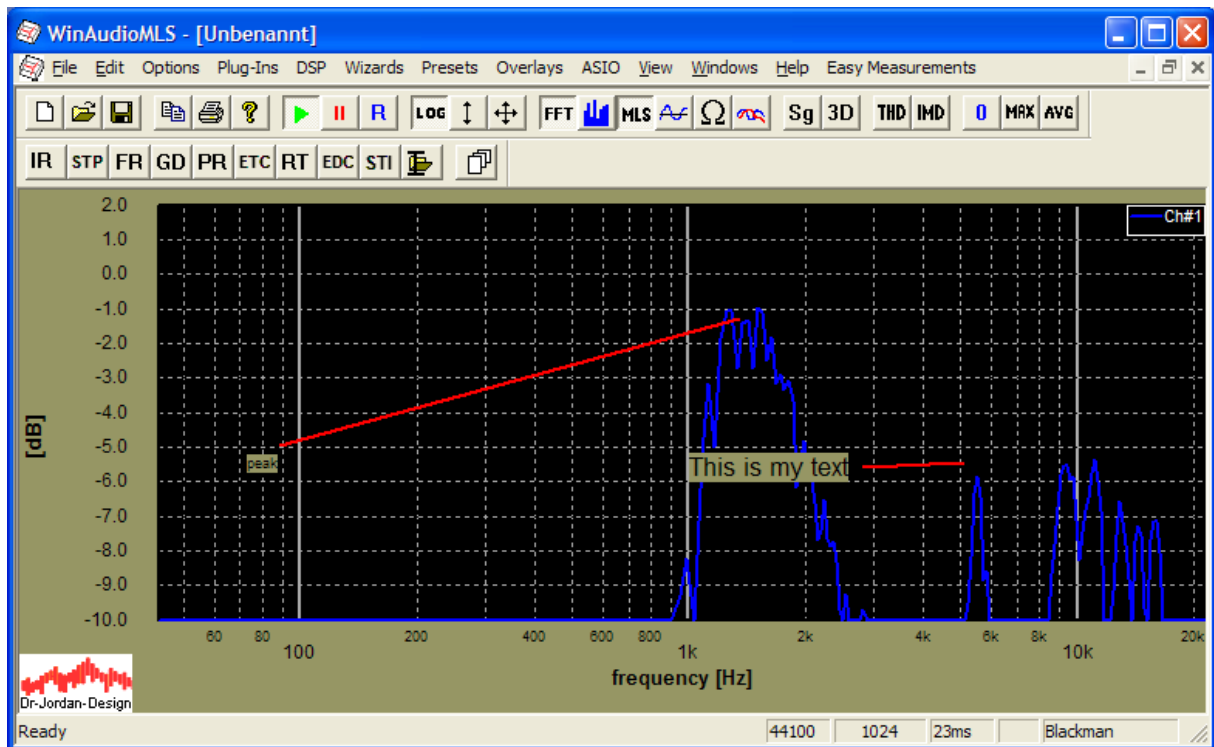 WinAudioMLS - [Unbenannt]
File Edit Options Plug-Ins DSP Wizards Presets Overlays ASIO View Windows Help Easy Measurements
R LOG FFT MLS Ω Sg 3D THD IMD 0 MAX AVG
IR STP FR GD PR ETC RT EDC STI
2.0
Ch#1
1.0
0.0
-1.0
-2.0
-3.0
-4.0
[dB]
-5.0
peak
This is my text
-6.0
-7.0
-8.0
-9.0
-10.0
60 80 200 400 600 800 2k 4k 6k 8k 20k
100 1k 10k
frequency [Hz]
Dr-Jordan-Design
Ready 44100 1024 23ms Blackman